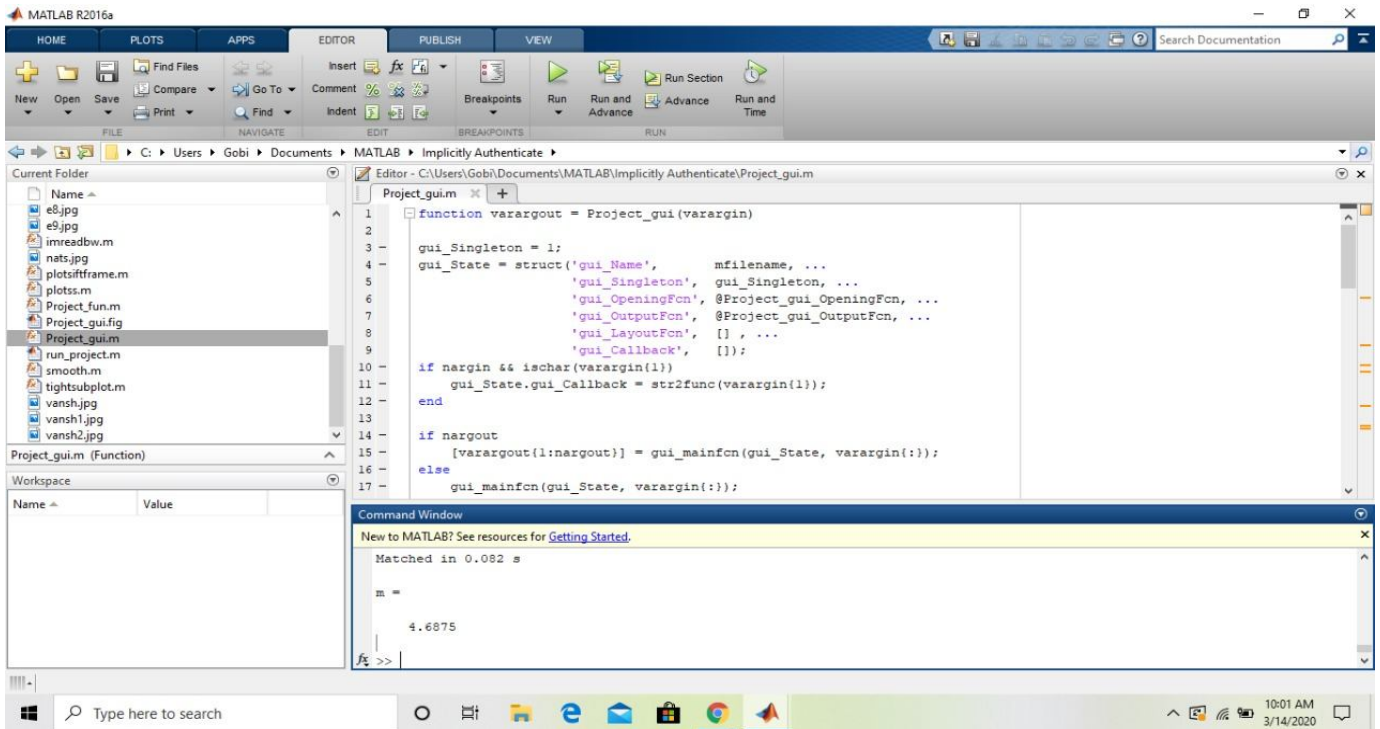 MATLAB R2016a
HOME PLOTS APPS EDITOR PUBLISH VIEW Search Documentation
New Open Save Find Files Compare Print
Go To Find
Insert fx
Comment %
Indent
Breakpoints
Run Run and Advance Run Section Advance Run and Time
FILE NAVIGATE EDIT BREAKPOINTS RUN
C: Users Gobi Documents MATLAB Implicitly Authenticate
Current Folder
Name
e8.jpg
e9.jpg
imreadbw.m
nats.jpg
plotsiftframe.m
plotss.m
Project_fun.m
Project_gui.fig
Project_gui.m
run_project.m
smooth.m
tightsubplot.m
vansh.jpg
vansh1.jpg
vansh2.jpg
Project_gui.m (Function)
Workspace
Name Value
Editor - C:\Users\Gobi\Documents\MATLAB\Implicitly Authenticate\Project_gui.m
Project_gui.m +
1 function varargout = Project_gui(varargin)
2
3 - gui_Singleton = 1;
4 - gui_State = struct('gui_Name', mfilename, ...
5 'gui_Singleton', gui_Singleton, ...
6 'gui_OpeningFcn', @Project_gui_OpeningFcn, ...
7 'gui_OutputFcn', @Project_gui_OutputFcn, ...
8 'gui_LayoutFcn', [] , ...
9 'gui_Callback', []);
10 - if nargin && ischar(varargin{1})
11 - gui_State.gui_Callback = str2func(varargin{1});
12 - end
13
14 - if nargout
15 - [varargout{1:nargout}] = gui_mainfcn(gui_State, varargin{:});
16 - else
17 - gui_mainfcn(gui_State, varargin{:});
Command Window
New to MATLAB? See resources for Getting Started.
Matched in 0.082 s
m =
4.6875
fx >>
Type here to search
10:01 AM
3/14/2020